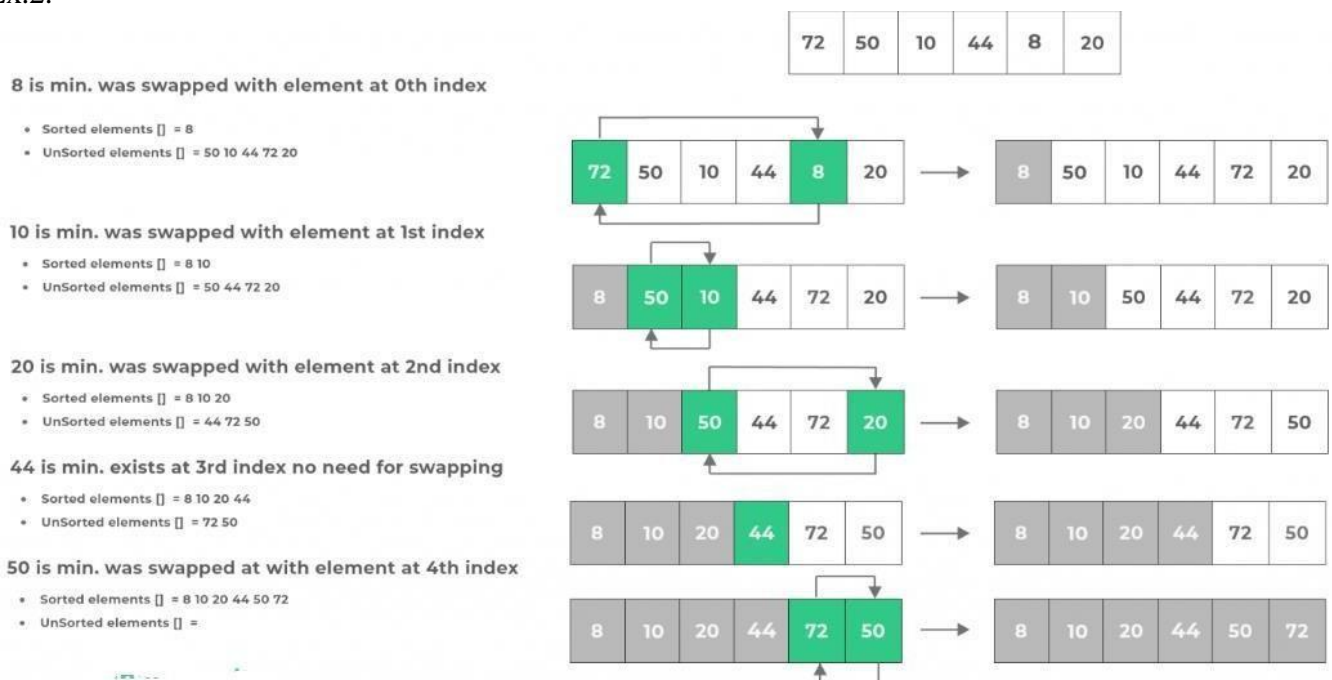 72 50 10 44 8 20
8 is min. was swapped with element at 0th index
• Sorted elements [] = 8
• UnSorted elements [] = 50 10 44 72 20
72 50 10 44 8 20
8 50 10 44 72 20
10 is min. was swapped with element at 1st index
• Sorted elements [] = 8 10
• UnSorted elements [] = 50 44 72 20
8 50 10 44 72 20
8 10 50 44 72 20
20 is min. was swapped with element at 2nd index
• Sorted elements [] = 8 10 20
• UnSorted elements [] = 44 72 50
8 10 50 44 72 20
8 10 20 44 72 50
44 is min. exists at 3rd index no need for swapping
• Sorted elements [] = 8 10 20 44
• UnSorted elements [] = 72 50
8 10 20 44 72 50
8 10 20 44 72 50
50 is min. was swapped at with element at 4th index
• Sorted elements [] = 8 10 20 44 50 72
• UnSorted elements [] =
8 10 20 44 72 50
8 10 20 44 50 72